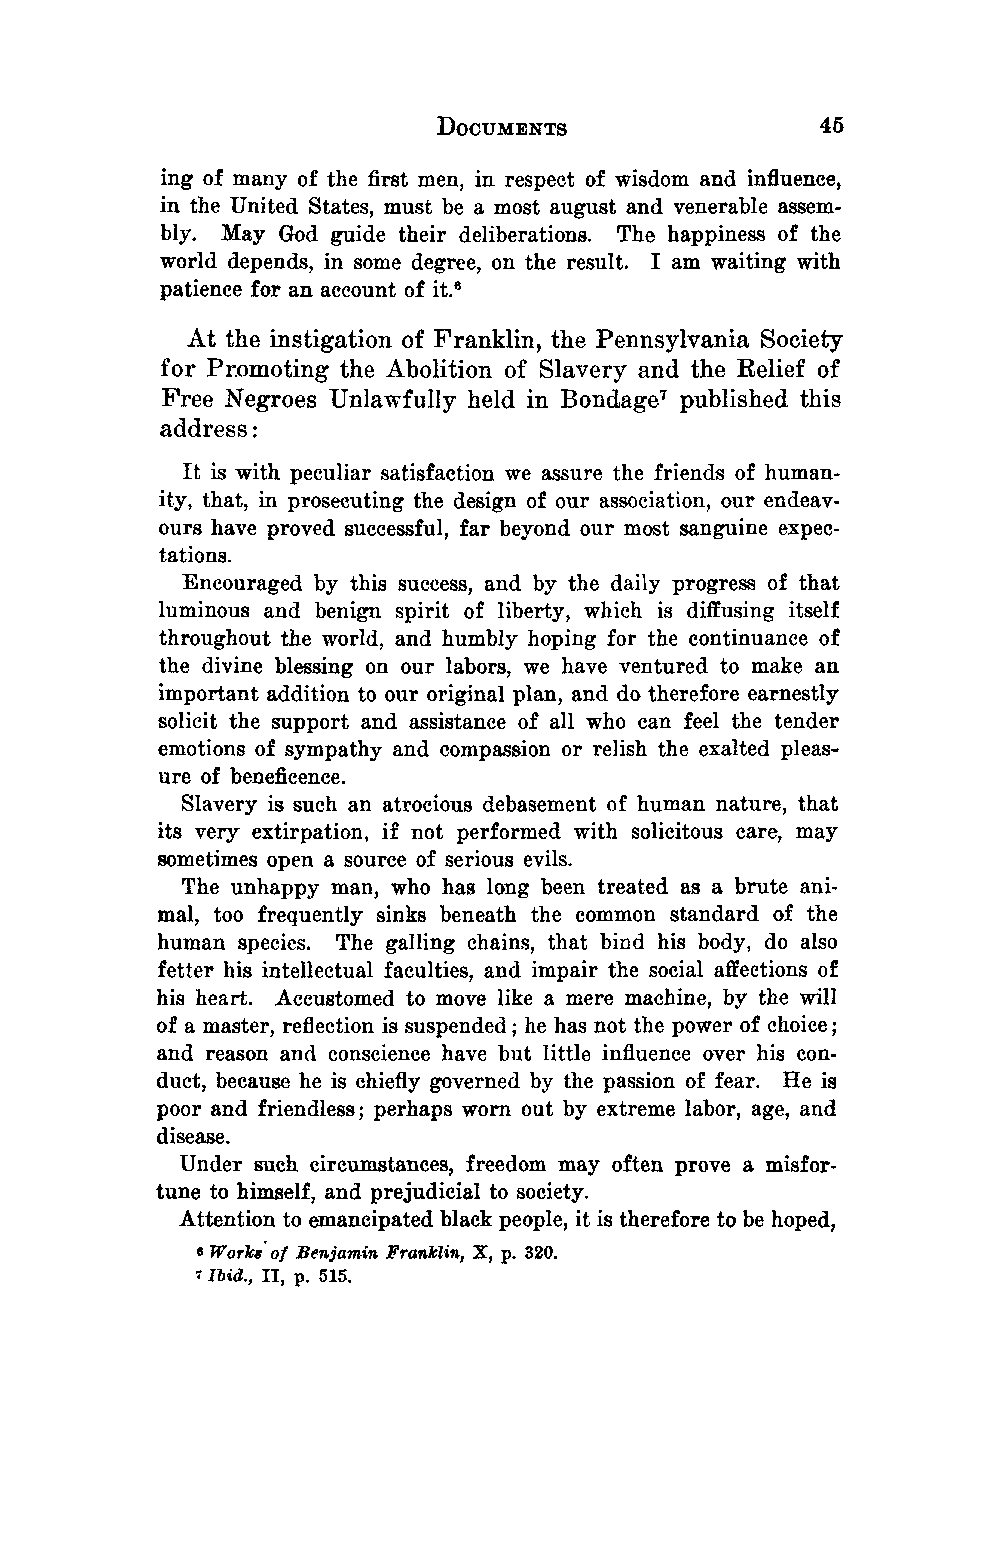 DOCUMENTS 45
ing of many of the first men, in respect of wisdom and influence,
in the United States, must be a most august and venerable assem-
bly. May God guide their deliberations. The happiness of the
world depends, in some degree, on the result. I am waiting with
patience for an account of it.⁶
At the instigation of Franklin, the Pennsylvania Society
for Promoting the Abolition of Slavery and the Relief of
Free Negroes Unlawfully held in Bondage⁷ published this
address:
It is with peculiar satisfaction we assure the friends of human-
ity, that, in prosecuting the design of our association, our endeav-
ours have proved successful, far beyond our most sanguine expec-
tations.
Encouraged by this success, and by the daily progress of that
luminous and benign spirit of liberty, which is diffusing itself
throughout the world, and humbly hoping for the continuance of
the divine blessing on our labors, we have ventured to make an
important addition to our original plan, and do therefore earnestly
solicit the support and assistance of all who can feel the tender
emotions of sympathy and compassion or relish the exalted pleas-
ure of beneficence.
Slavery is such an atrocious debasement of human nature, that
its very extirpation, if not performed with solicitous care, may
sometimes open a source of serious evils.
The unhappy man, who has long been treated as a brute ani-
mal, too frequently sinks beneath the common standard of the
human species. The galling chains, that bind his body, do also
fetter his intellectual faculties, and impair the social affections of
his heart. Accustomed to move like a mere machine, by the will
of a master, reflection is suspended; he has not the power of choice;
and reason and conscience have but little influence over his con-
duct, because he is chiefly governed by the passion of fear. He is
poor and friendless; perhaps worn out by extreme labor, age, and
disease.
Under such circumstances, freedom may often prove a misfor-
tune to himself, and prejudicial to society.
Attention to emancipated black people, it is therefore to be hoped,
⁶ Works of Benjamin Franklin, X, p. 320.
⁷ Ibid., II, p. 515.